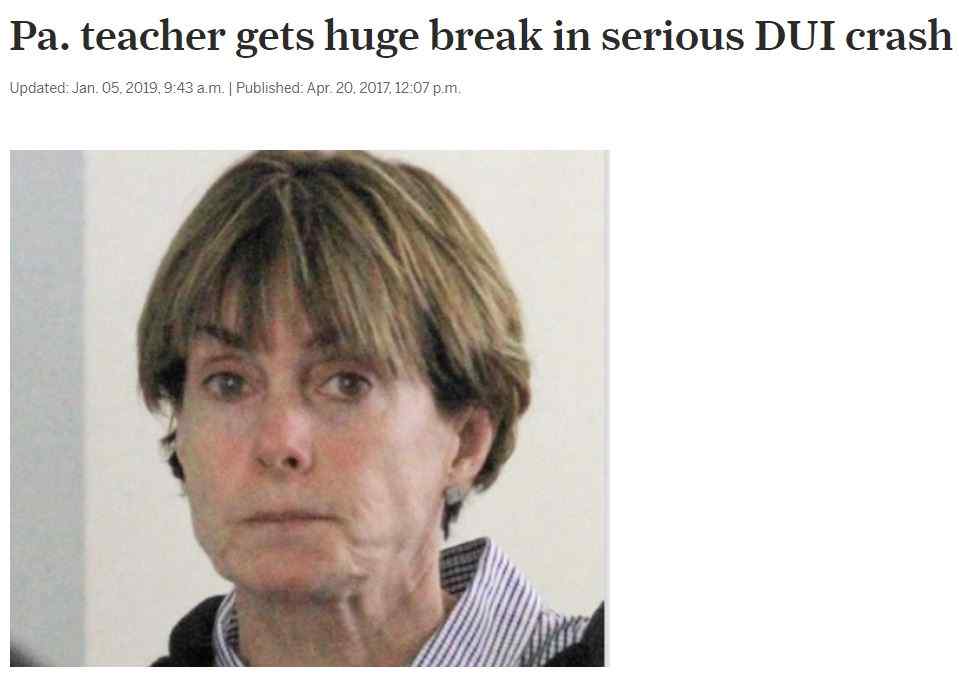 Pa. teacher gets huge break in serious DUI crash
Updated: Jan. 05, 2019, 9:43 a.m. | Published: Apr. 20, 2017, 12:07 p.m.